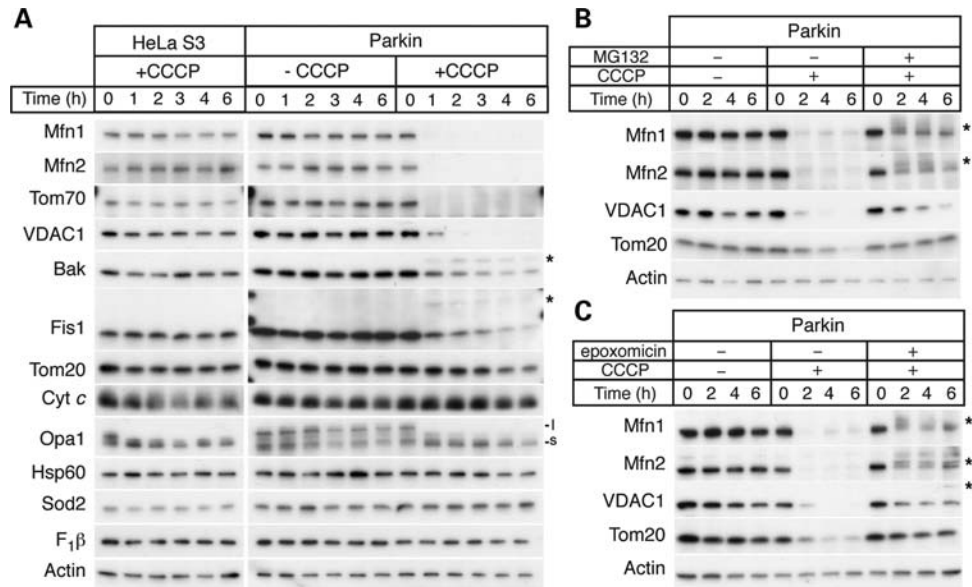 A
HeLa S3 Parkin
+CCCP - CCCP +CCCP
Time (h) 0 1 2 3 4 6 0 1 2 3 4 6 0 1 2 3 4 6
Mfn1
Mfn2
Tom70
VDAC1
Bak *
*
Fis1
Tom20
Cyt c
Opa1 -l
-s
Hsp60
Sod2
F₁β
Actin
B
Parkin
MG132 – – +
CCCP – + +
Time (h) 0 2 4 6 0 2 4 6 0 2 4 6
Mfn1 *
Mfn2 *
VDAC1
Tom20
Actin
C
Parkin
epoxomicin – – +
CCCP – + +
Time (h) 0 2 4 6 0 2 4 6 0 2 4 6
Mfn1 *
Mfn2 *
*
VDAC1
Tom20
Actin